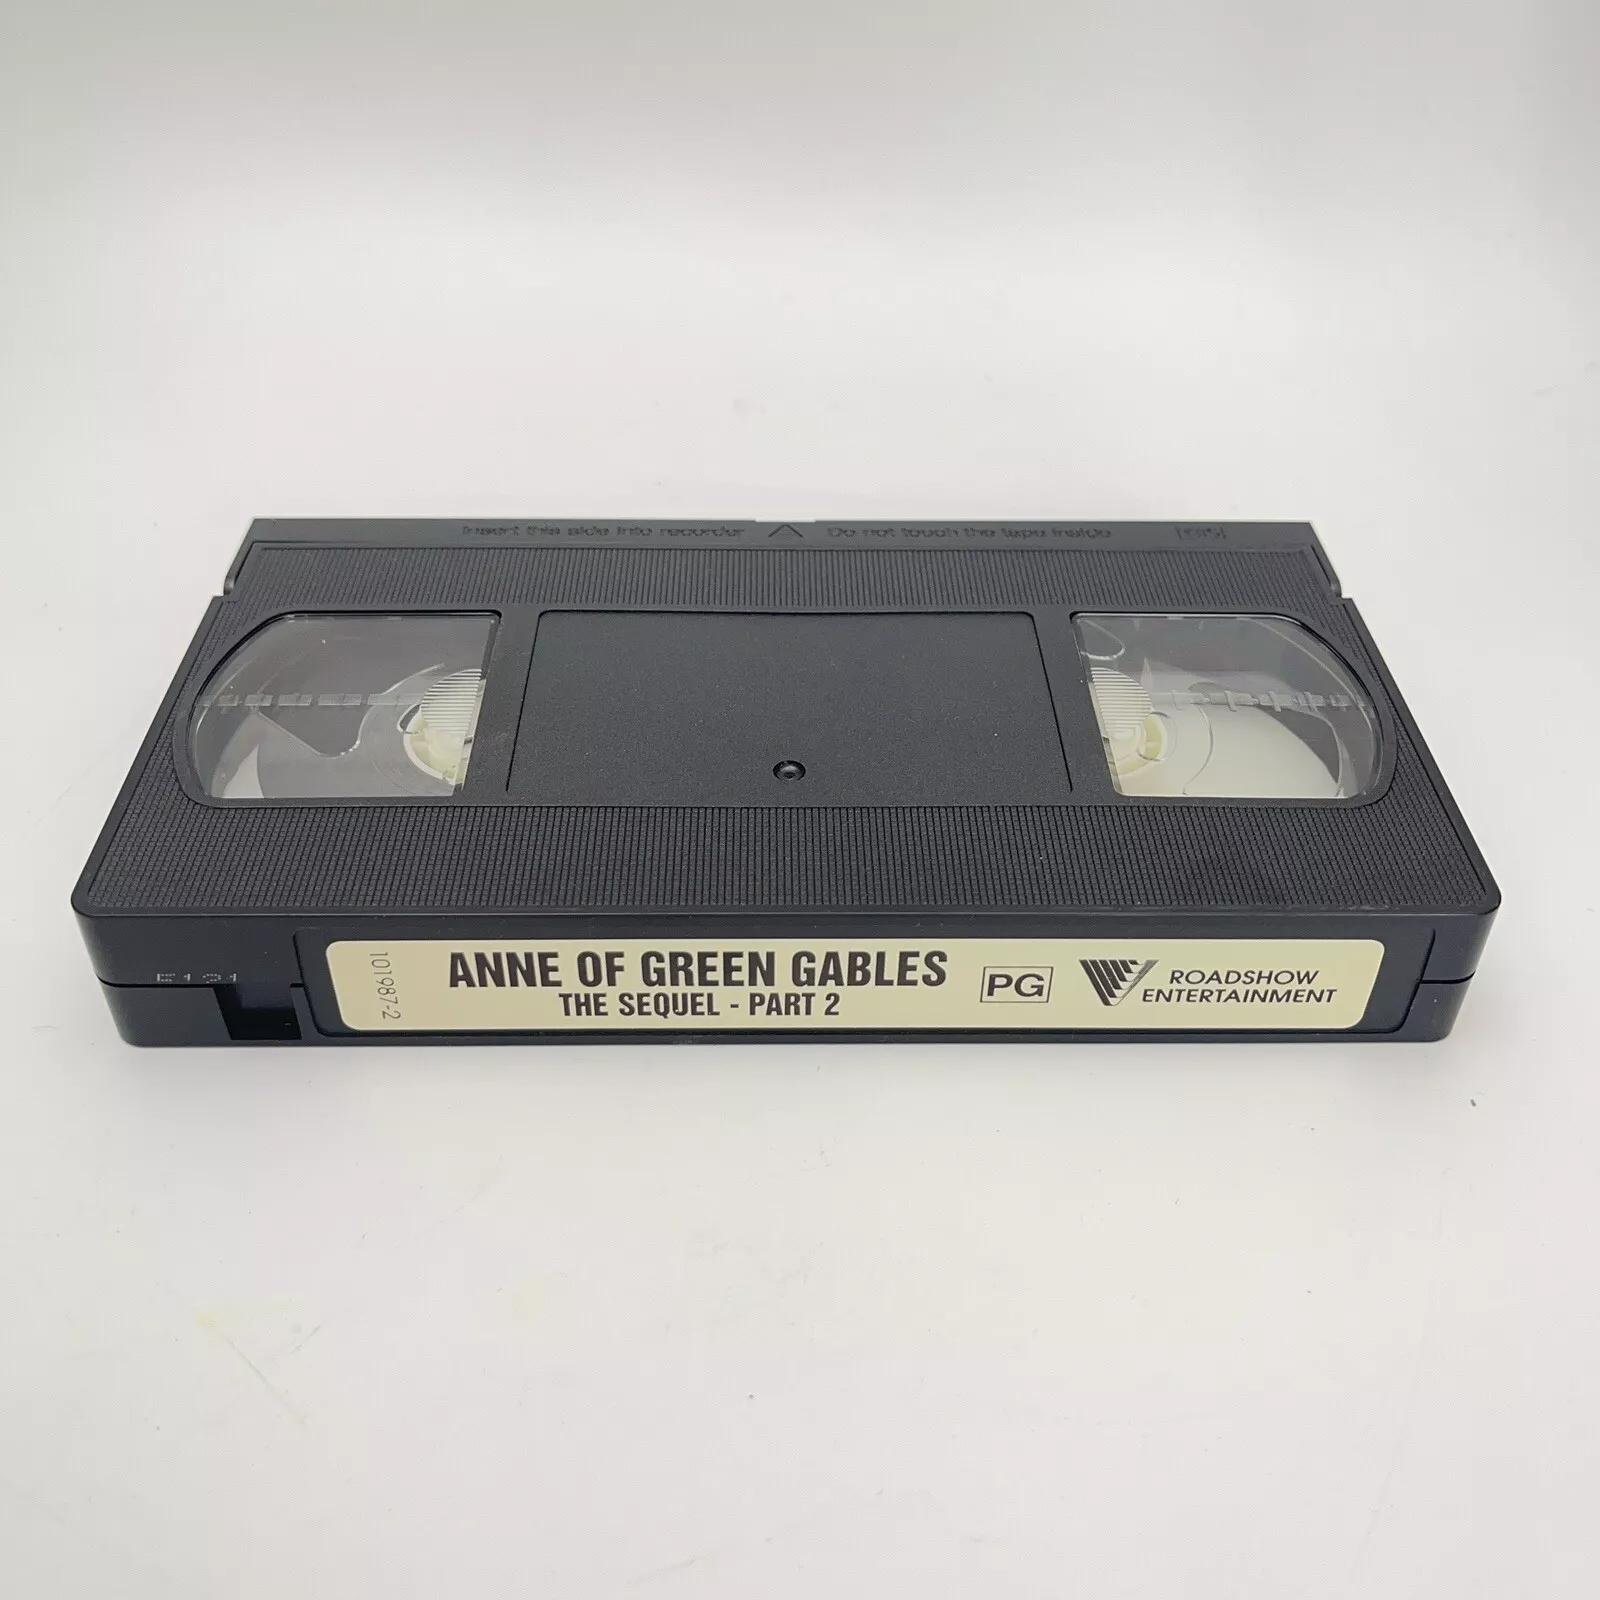 Insert this side into recorder △ Do not touch the tape inside
E191
101987-2
ANNE OF GREEN GABLES
THE SEQUEL - PART 2
PG
ROADSHOW
ENTERTAINMENT